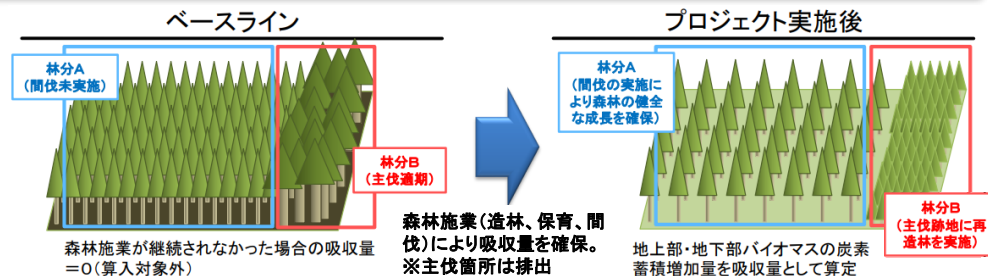 ベースライン
林分A
(間伐未実施)
林分B
(主伐適期)
森林施業が継続されなかった場合の吸収量
=0(算入対象外)
森林施業(造林、保育、間
伐)により吸収量を確保。
※主伐箇所は排出
プロジェクト実施後
林分A
(間伐の実施に
より森林の健全
な成長を確保)
林分B
(主伐跡地に再
造林を実施)
地上部・地下部バイオマスの炭素
蓄積増加量を吸収量として算定